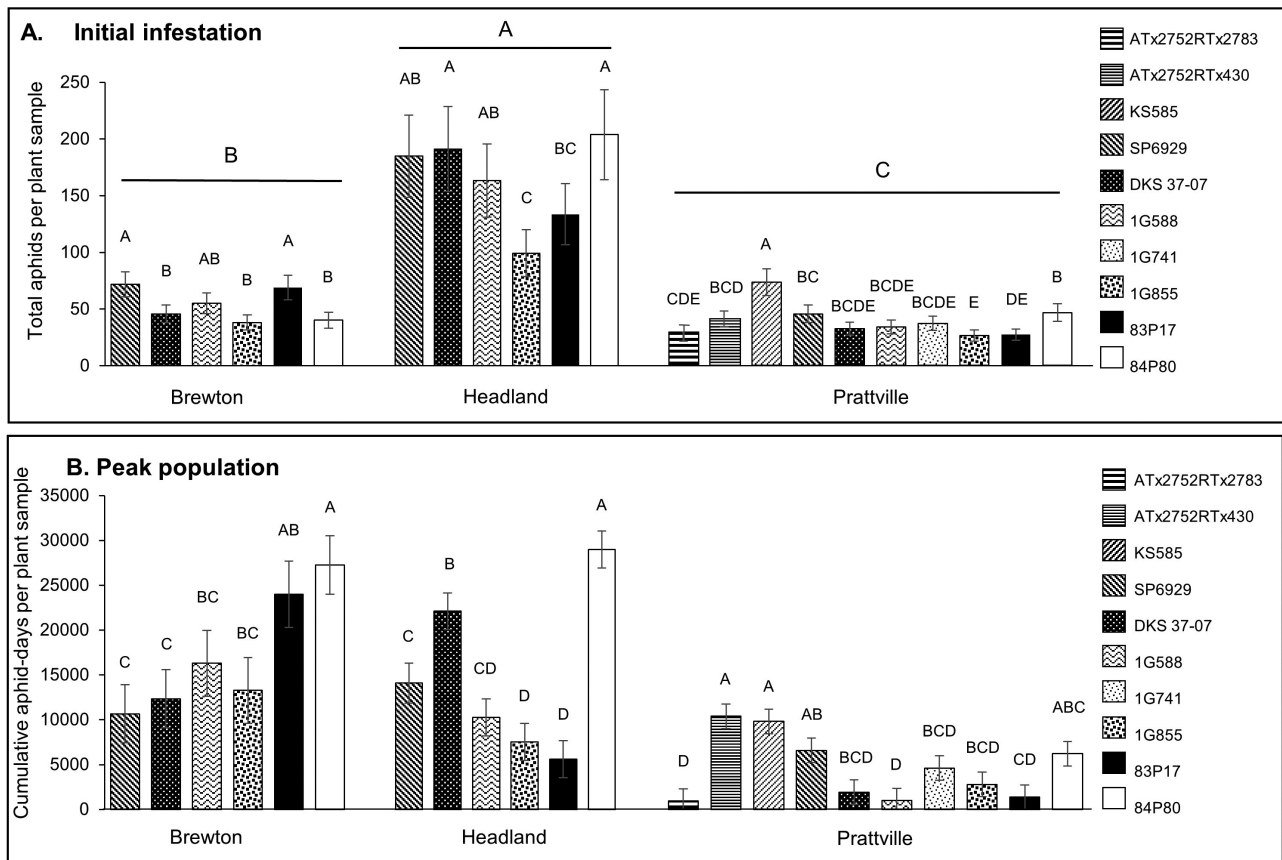 A. Initial infestation
A
ATx2752RTx2783
ATx2752RTx430
KS585
SP6929
DKS 37-07
1G588
1G741
1G855
83P17
84P80
Total aphids per plant sample
250
200
150
100
50
0
B
A B AB B A B
AB A AB C BC A
C
CDE BCD A BC BCDE BCDE BCDE E DE B
Brewton Headland Prattville
B. Peak population
ATx2752RTx2783
ATx2752RTx430
KS585
SP6929
DKS 37-07
1G588
1G741
1G855
83P17
84P80
Cumulative aphid-days per plant sample
35000
30000
25000
20000
15000
10000
5000
0
C C BC BC AB A
C B CD D D A
D A A AB BCD D BCD BCD CD ABC
Brewton Headland Prattville